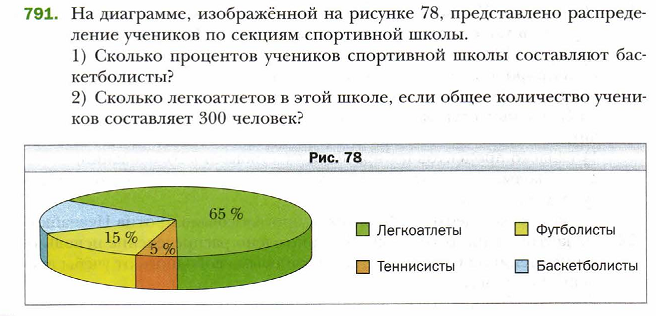 791. На диаграмме, изображённой на рисунке 78, представлено распреде-
ление учеников по секциям спортивной школы.
1) Сколько процентов учеников спортивной школы составляют бас-
кетболисты?
2) Сколько легкоатлетов в этой школе, если общее количество учени-
ков составляет 300 человек?
Рис. 78
65 %
15 %
5 %
Легкоатлеты
Футболисты
Теннисисты
Баскетболисты